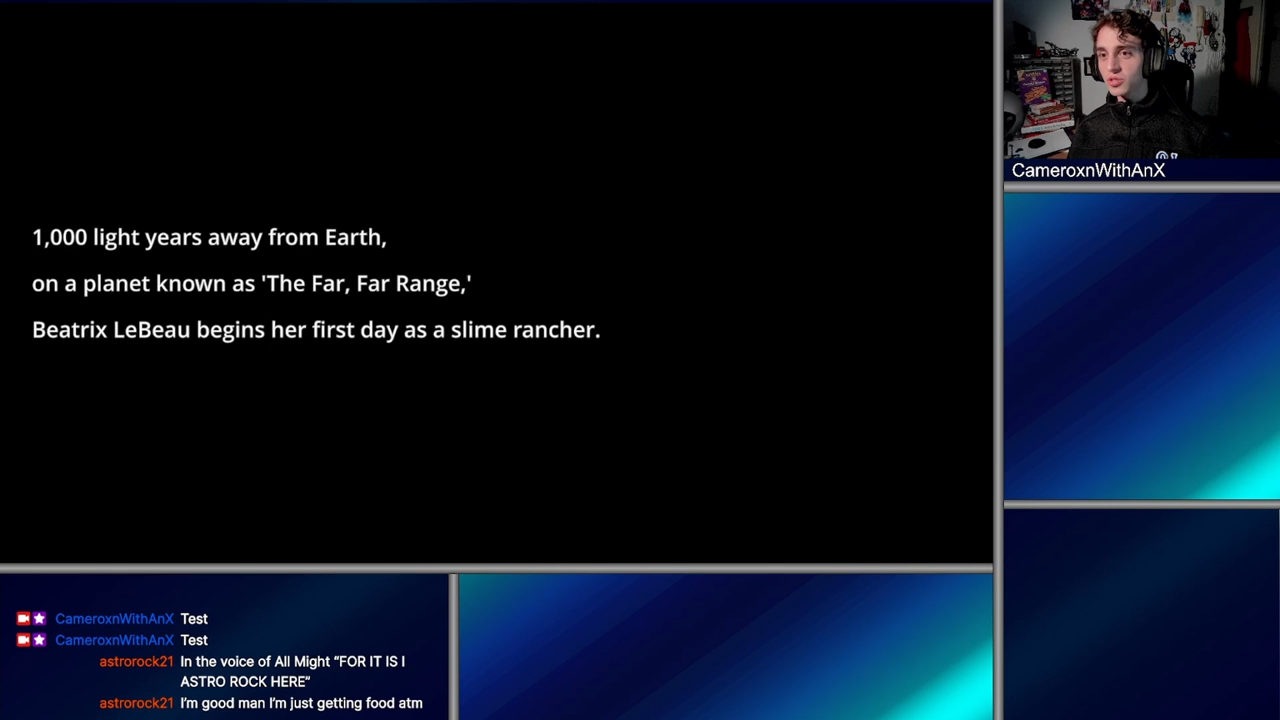 1,000 light years away from Earth,
on a planet known as 'The Far, Far Range,'
Beatrix LeBeau begins her first day as a slime rancher.
CameroxnWithAnX
CameroxnWithAnX Test
CameroxnWithAnX Test
astrorock21 In the voice of All Might “FOR IT IS I
ASTRO ROCK HERE”
astrorock21 I’m good man I’m just getting food atm